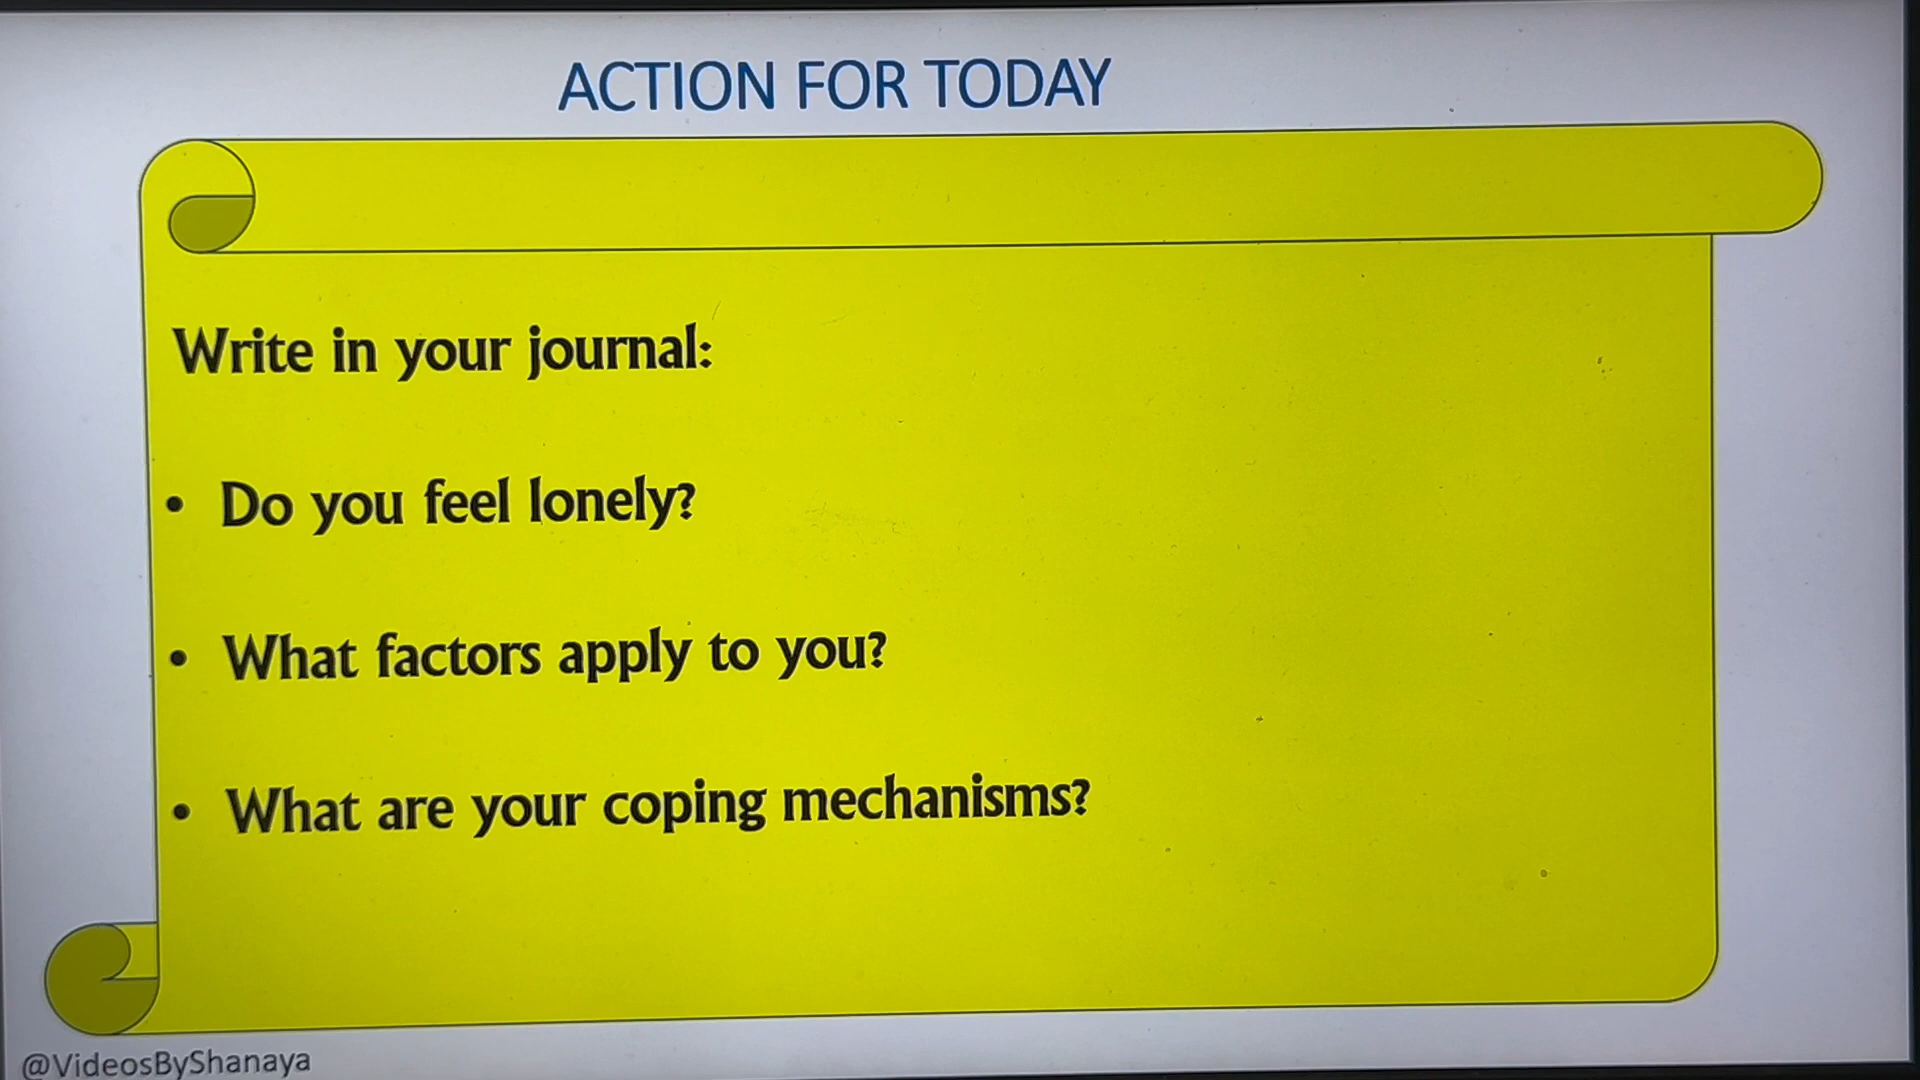 ACTION FOR TODAY
Write in your journal:
• Do you feel lonely?
• What factors apply to you?
• What are your coping mechanisms?
@VideosByShanaya